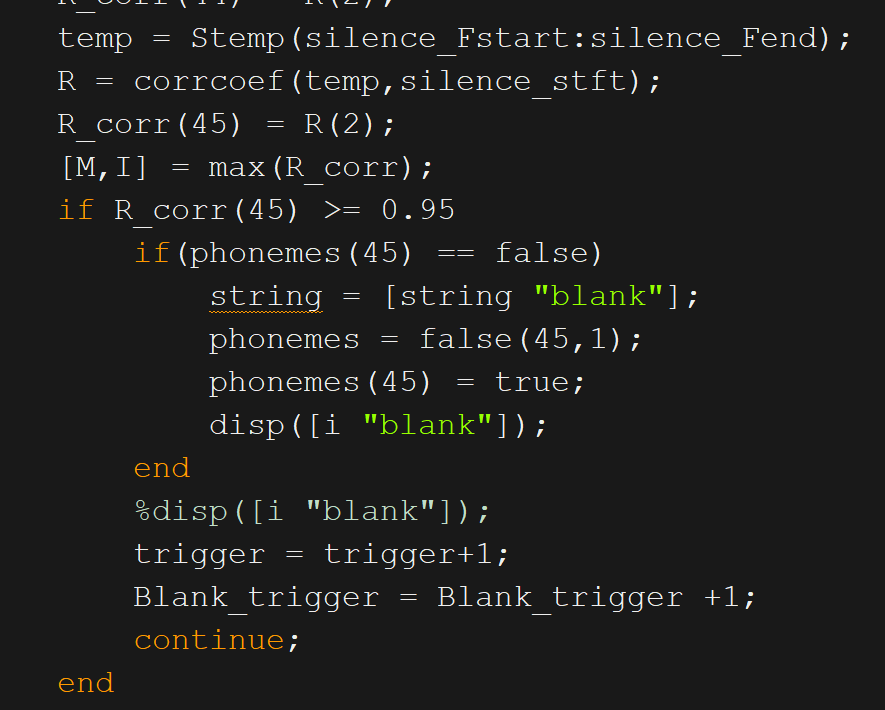 temp = Stemp(silence_Fstart:silence_Fend);
R = corrcoef(temp,silence_stft);
R_corr(45) = R(2);
[M,I] = max(R_corr);
if R_corr(45) >= 0.95
if(phonemes(45) == false)
string = [string "blank"];
phonemes = false(45,1);
phonemes(45) = true;
disp([i "blank"]);
end
%disp([i "blank"]);
trigger = trigger+1;
Blank_trigger = Blank_trigger +1;
continue;
end